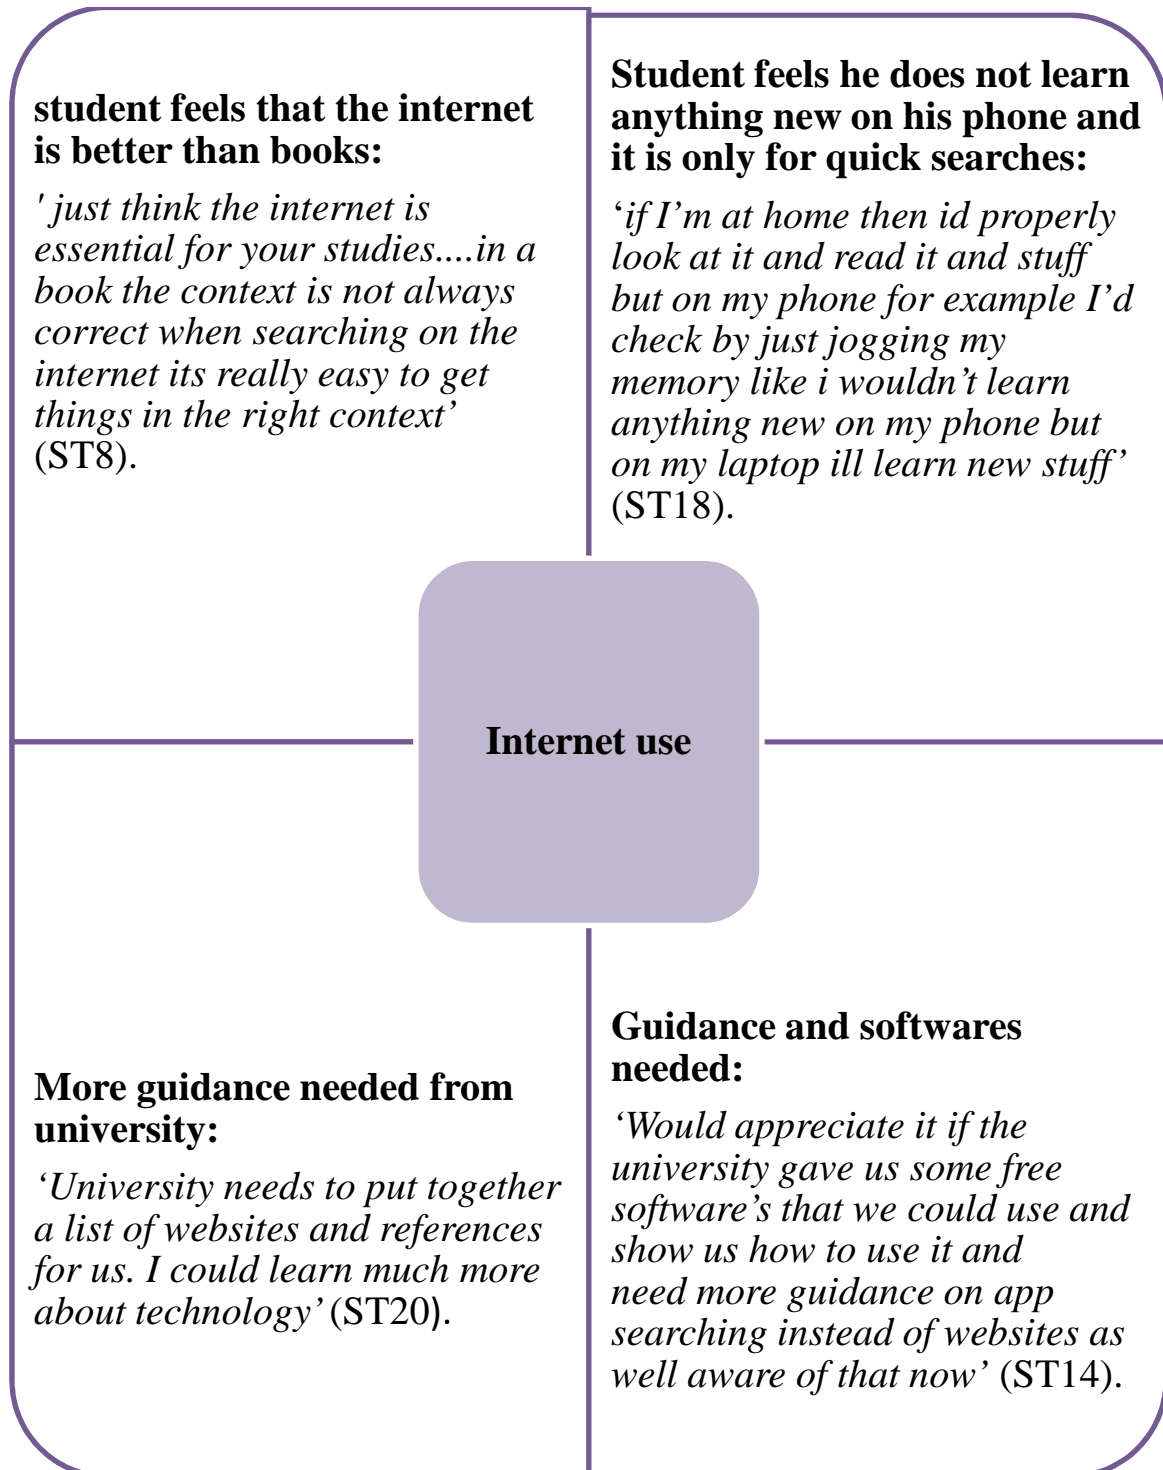 student feels that the internet
is better than books:
' just think the internet is
essential for your studies....in a
book the context is not always
correct when searching on the
internet its really easy to get
things in the right context’
(ST8).
Student feels he does not learn
anything new on his phone and
it is only for quick searches:
‘if I’m at home then id properly
look at it and read it and stuff
but on my phone for example I’d
check by just jogging my
memory like i wouldn’t learn
anything new on my phone but
on my laptop ill learn new stuff’
(ST18).
Internet use
More guidance needed from
university:
‘University needs to put together
a list of websites and references
for us. I could learn much more
about technology’ (ST20).
Guidance and softwares
needed:
‘Would appreciate it if the
university gave us some free
software’s that we could use and
show us how to use it and
need more guidance on app
searching instead of websites as
well aware of that now’ (ST14).